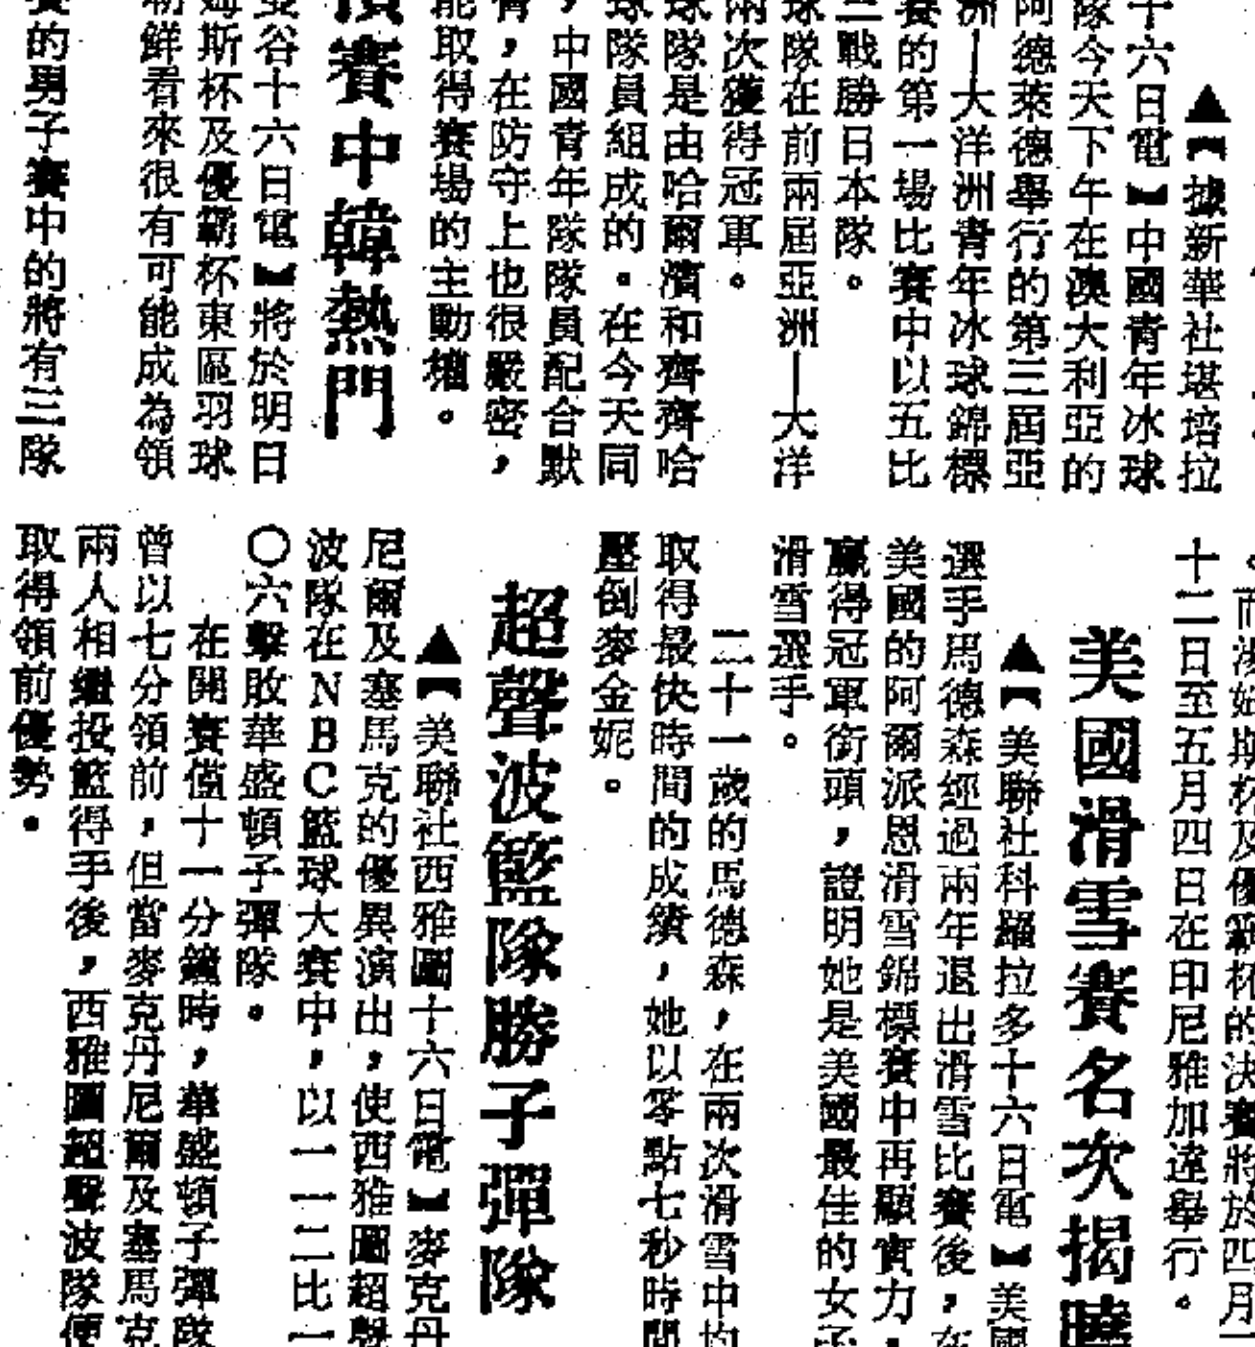 ▲【據新華社堪培拉
十六日電】中國青年冰球
隊今天下午在澳大利亞的
阿德萊德舉行的第三屆亞
洲—大洋洲青年冰球錦標
賽的第一場比賽中以五比
三戰勝日本隊。
球隊在前兩屆亞洲—大洋
兩次獲得冠軍。
球隊是由哈爾濱和齊齊哈
球隊員組成的。在今天同
，中國青年隊隊員配合默
，在防守上也很嚴密，
能取得賽場的主動權。
賽中韓熱門
曼谷十六日電】將於明日
姆斯杯及優霸杯東區羽球
朝鮮看來很有可能成為領
的男子賽中的將有三隊
。而湯姆斯杯及優霸杯的決賽將於四月
十二日至五月四日在印尼雅加達舉行。
美國滑雪賽名次揭曉
▲【美聯社科羅拉多十六日電】美國
選手馬德森經過兩年退出滑雪比賽後，在
美國的阿爾派恩滑雪錦標賽中再顯實力，
贏得冠軍銜頭，證明她是美國最佳的女子
滑雪選手。
二十一歲的馬德森，在兩次滑雪中均
取得最快時間的成績，她以零點七秒時間
壓倒麥金妮。
超聲波籃隊勝子彈隊
▲【美聯社西雅圖十六日電】麥克丹
尼爾及塞馬克的優異演出，使西雅圖超聲
波隊在NBC籃球大賽中，以一一二比一
〇六擊敗華盛頓子彈隊。
在開賽僅十一分鐘時，華盛頓子彈隊
曾以七分領前，但當麥克丹尼爾及塞馬克
兩人相繼投籃得手後，西雅圖超聲波隊便
取得領前優勢。